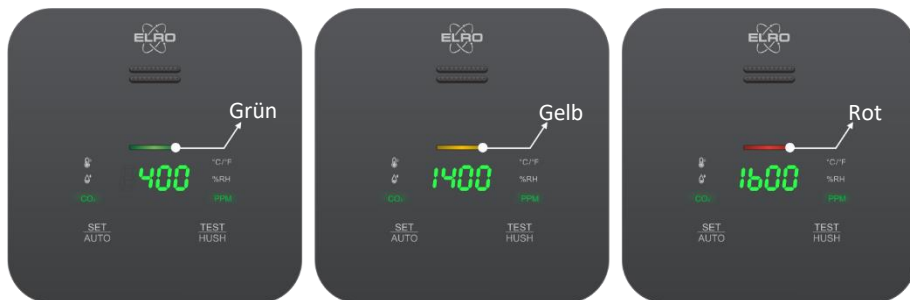 ELRO
Grün
°C/°F
400
%RH
CO₂
PPM
SET
AUTO
TEST
HUSH
ELRO
Gelb
°C/°F
1400
%RH
CO₂
PPM
SET
AUTO
TEST
HUSH
ELRO
Rot
°C/°F
1600
%RH
CO₂
PPM
SET
AUTO
TEST
HUSH